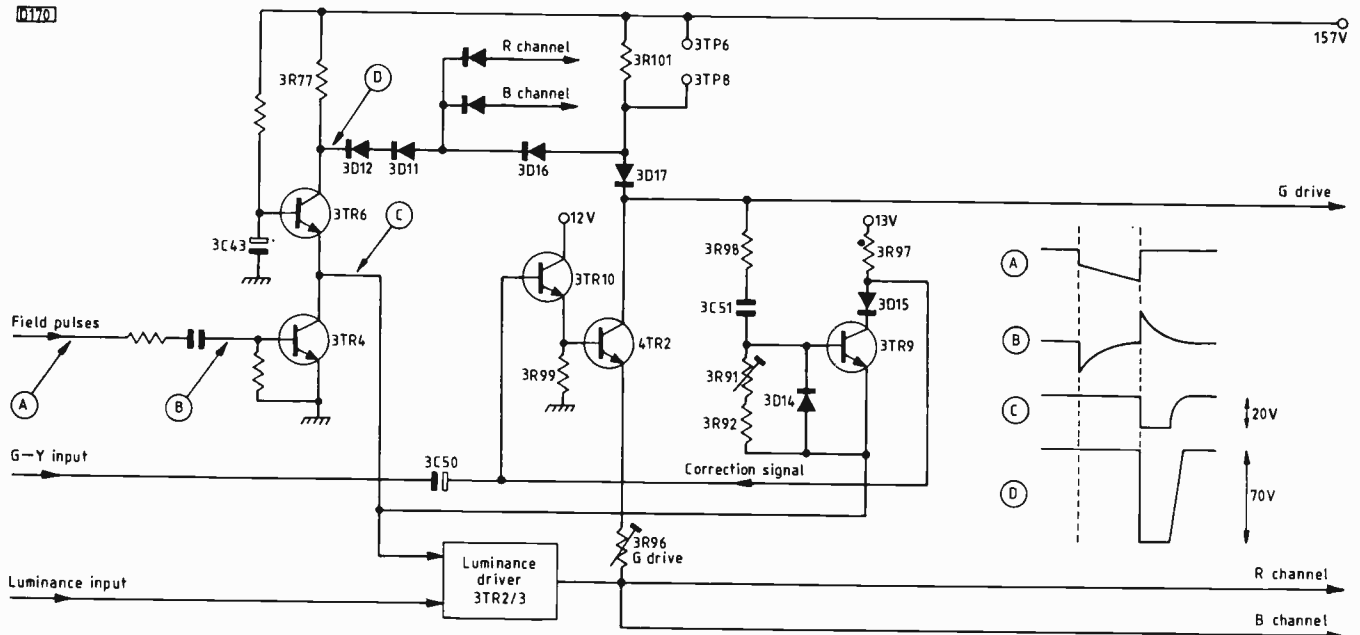 D170
157V
R channel
3R77
D
3R101
3TP6
B channel
3TP8
3D12
3D11
3D16
3D17
G drive
3TR6
C
12V
13V
3C43
3R98
3R97
A
3TR10
3D15
3C51
Field pulses
3TR4
4TR2
3TR9
B
3R91
3R99
3D14
C
20V
A
B
3R92
G-Y input
3C50
Correction signal
D
70V
3R96
G drive
Luminance
driver
3TR2/3
R channel
Luminance input
B channel